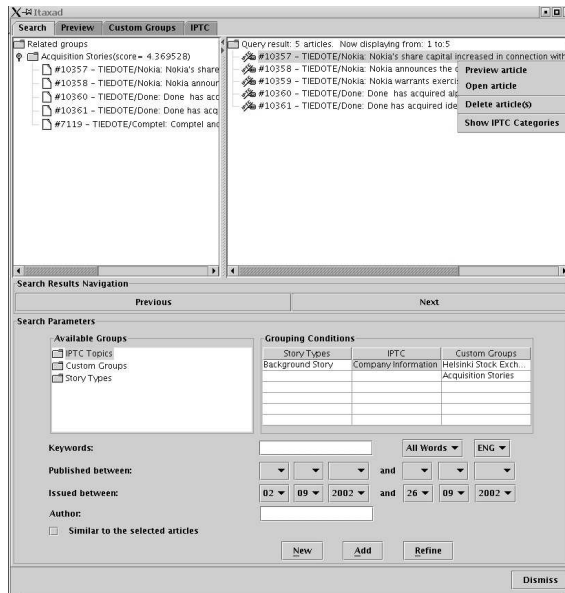 Itaxad
Search Preview Custom Groups IPTC
Related groups
Acquisition Stories(score= 4.369528)
#10357 – TIEDOTE/Nokia: Nokia's share
#10358 – TIEDOTE/Nokia: Nokia announ
#10360 – TIEDOTE/Done: Done has acc
#10361 – TIEDOTE/Done: Done has acq
#7119 – TIEDOTE/Comptel: Comptel and
Query result: 5 articles. Now displaying from: 1 to:5
#10357 – TIEDOTE/Nokia: Nokia's share capital increased in connection with
#10358 – TIEDOTE/Nokia: Nokia announces the
#10359 – TIEDOTE/Nokia: Nokia warrants exercis
#10360 – TIEDOTE/Done: Done has acquired
#10361 – TIEDOTE/Done: Done has acquired ide
Preview article
Open article
Delete article(s)
Show IPTC Categories
Search Results Navigation
Previous Next
Search Parameters
Available Groups
IPTC Topics
Custom Groups
Story Types
Grouping Conditions
Story Types IPTC Custom Groups
Background Story Company Information Helsinki Stock Exch...
Acquisition Stories
Keywords: All Words ENG
Published between: and
Issued between: 02 09 2002 and 26 09 2002
Author:
Similar to the selected articles
New Add Refine
Dismiss